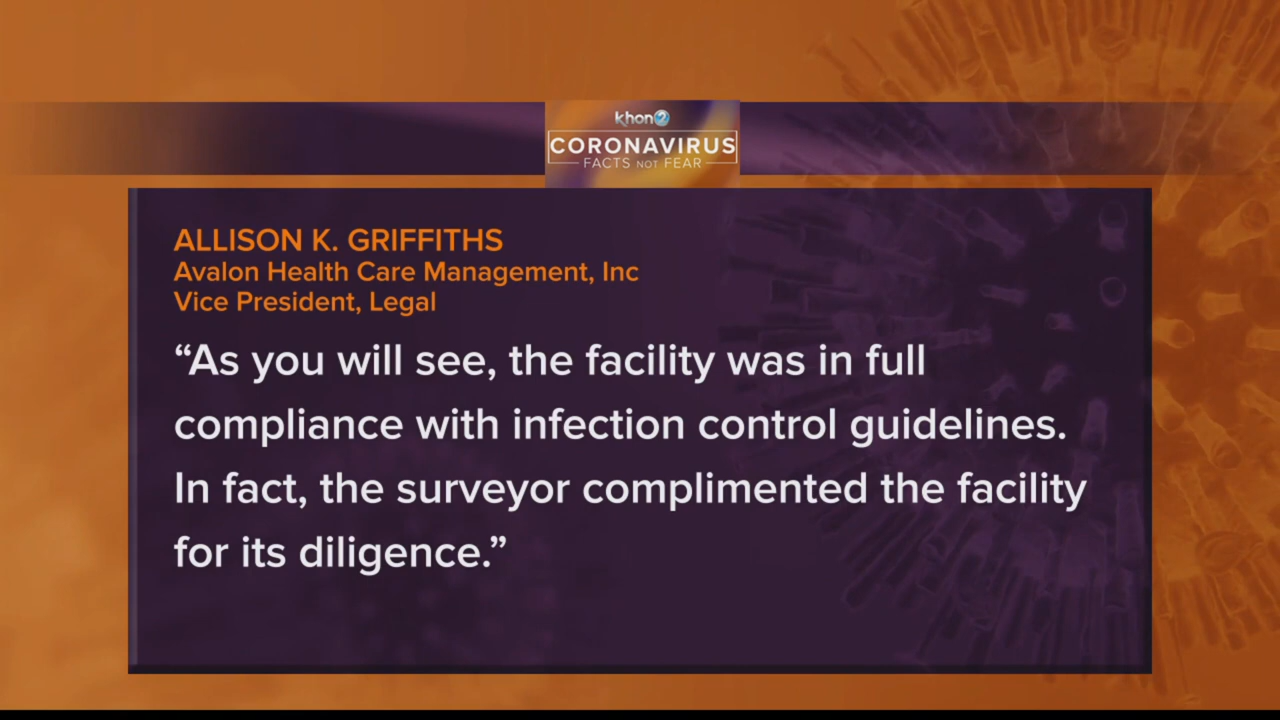 khon2
CORONAVIRUS
FACTS NOT FEAR
ALLISON K. GRIFFITHS
Avalon Health Care Management, Inc
Vice President, Legal
“As you will see, the facility was in full
compliance with infection control guidelines.
In fact, the surveyor complimented the facility
for its diligence.”